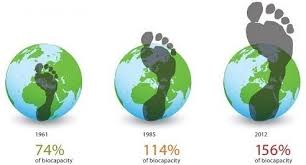 1961 1985 2012
74% 114% 156%
of biocapacity of biocapacity of biocapacity